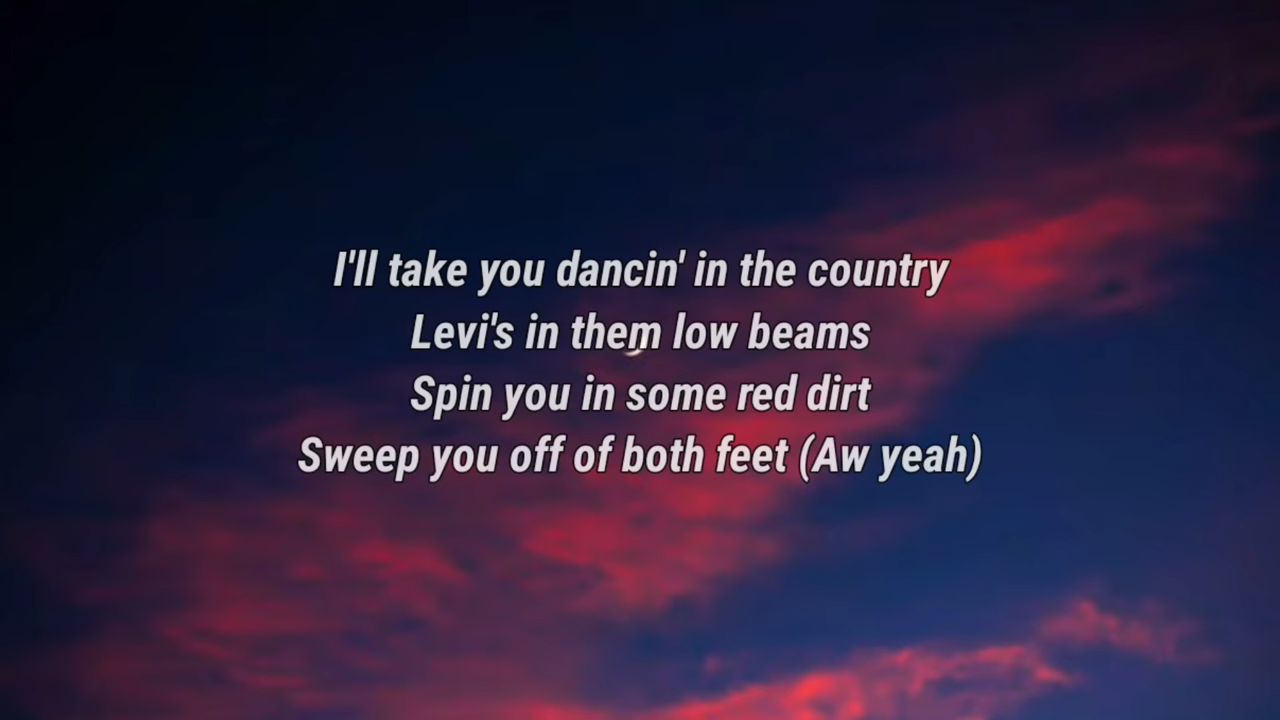 I'll take you dancin' in the country
Levi's in them low beams
Spin you in some red dirt
Sweep you off of both feet (Aw yeah)